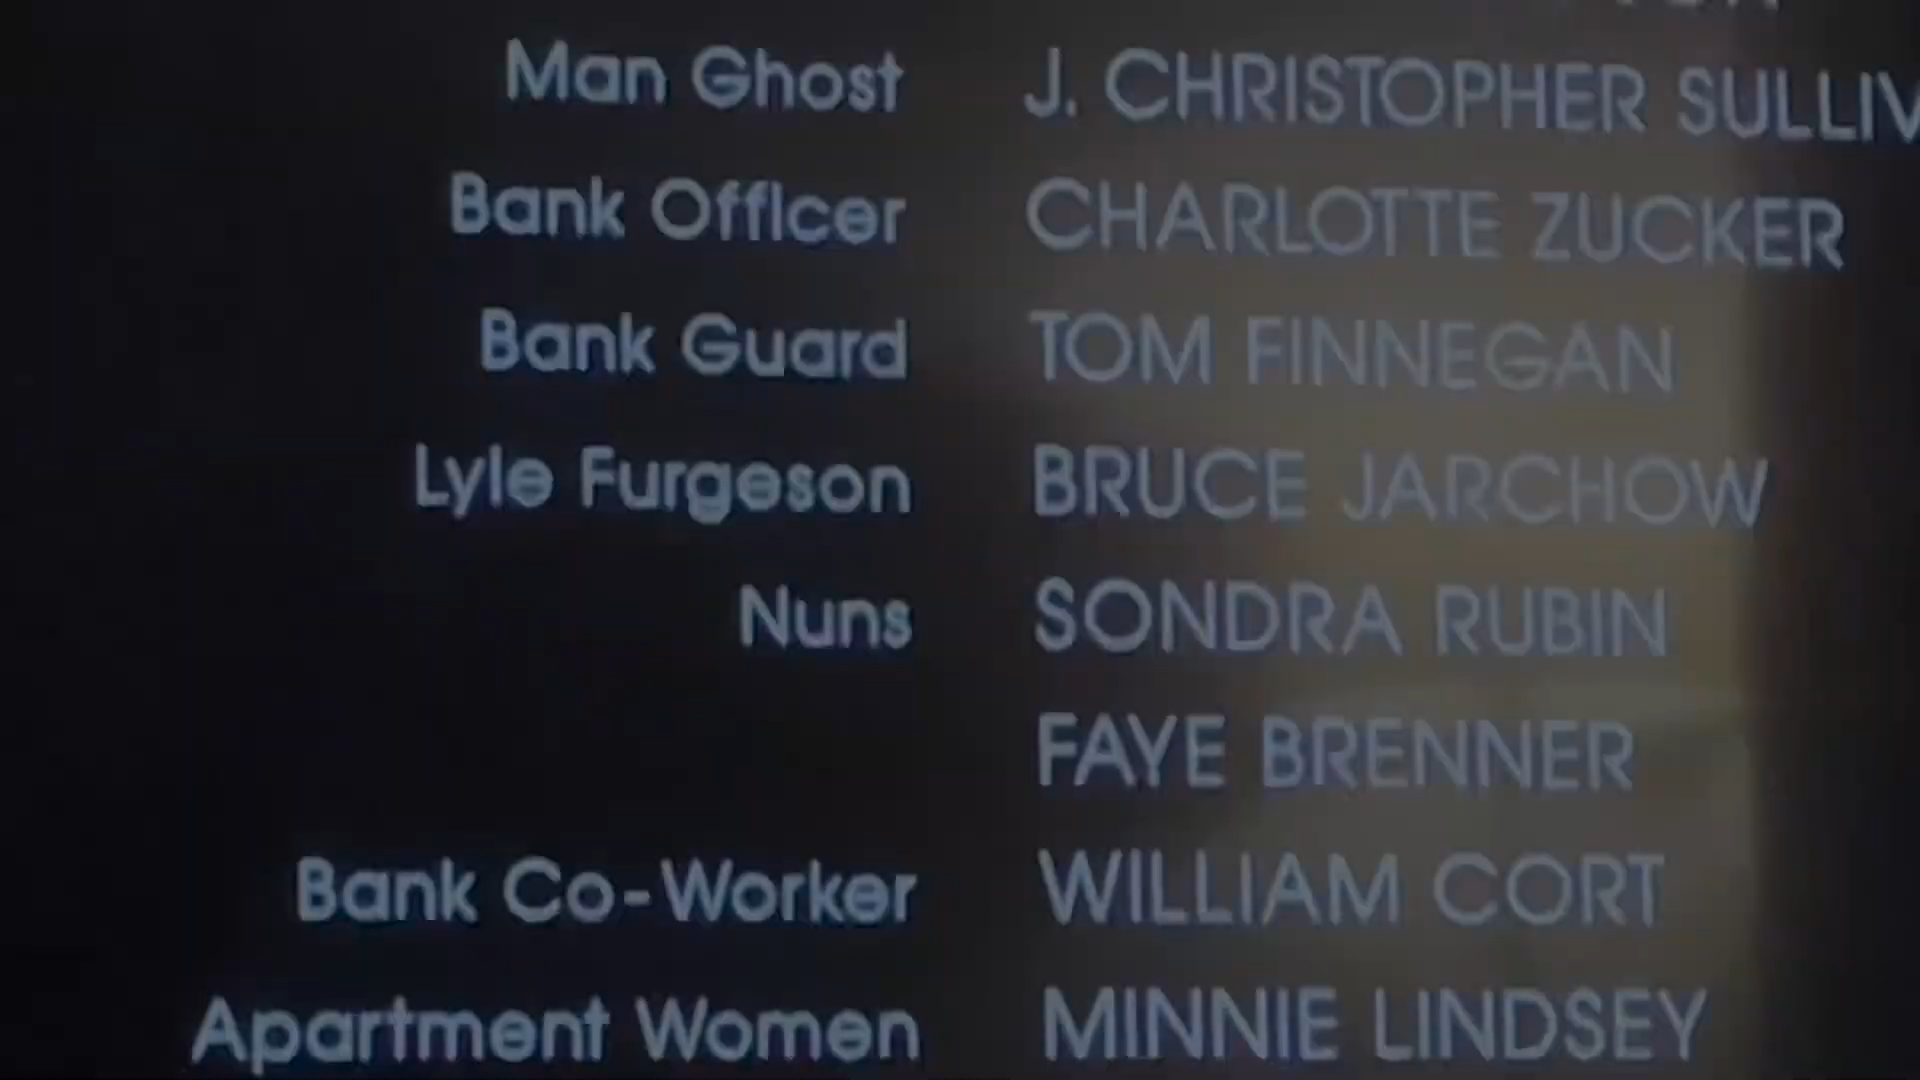 Man Ghost J. CHRISTOPHER SULLIV
Bank Officer CHARLOTTE ZUCKER
Bank Guard TOM FINNEGAN
Lyle Furgeson BRUCE JARCHOW
Nuns SONDRA RUBIN
FAYE BRENNER
Bank Co-Worker WILLIAM CORT
Apartment Women MINNIE LINDSEY